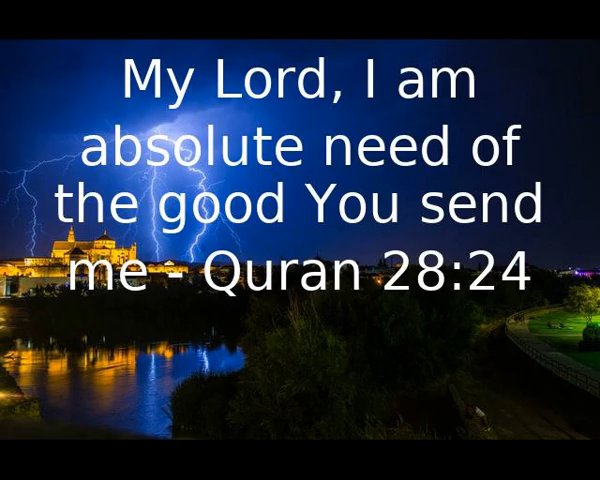 My Lord, I am
absolute need of
the good You send
me - Quran 28:24